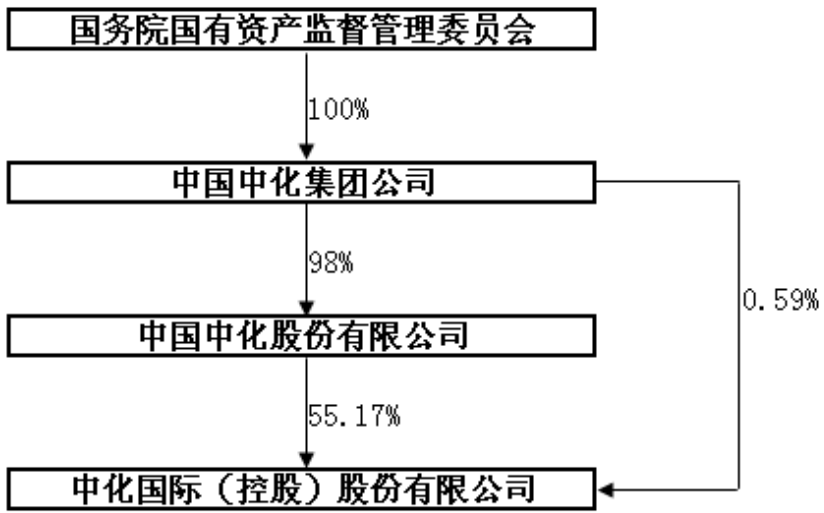 国务院国有资产监督管理委员会
100%
中国中化集团公司
98%
0.59%
中国中化股份有限公司
55.17%
中化国际（控股）股份有限公司